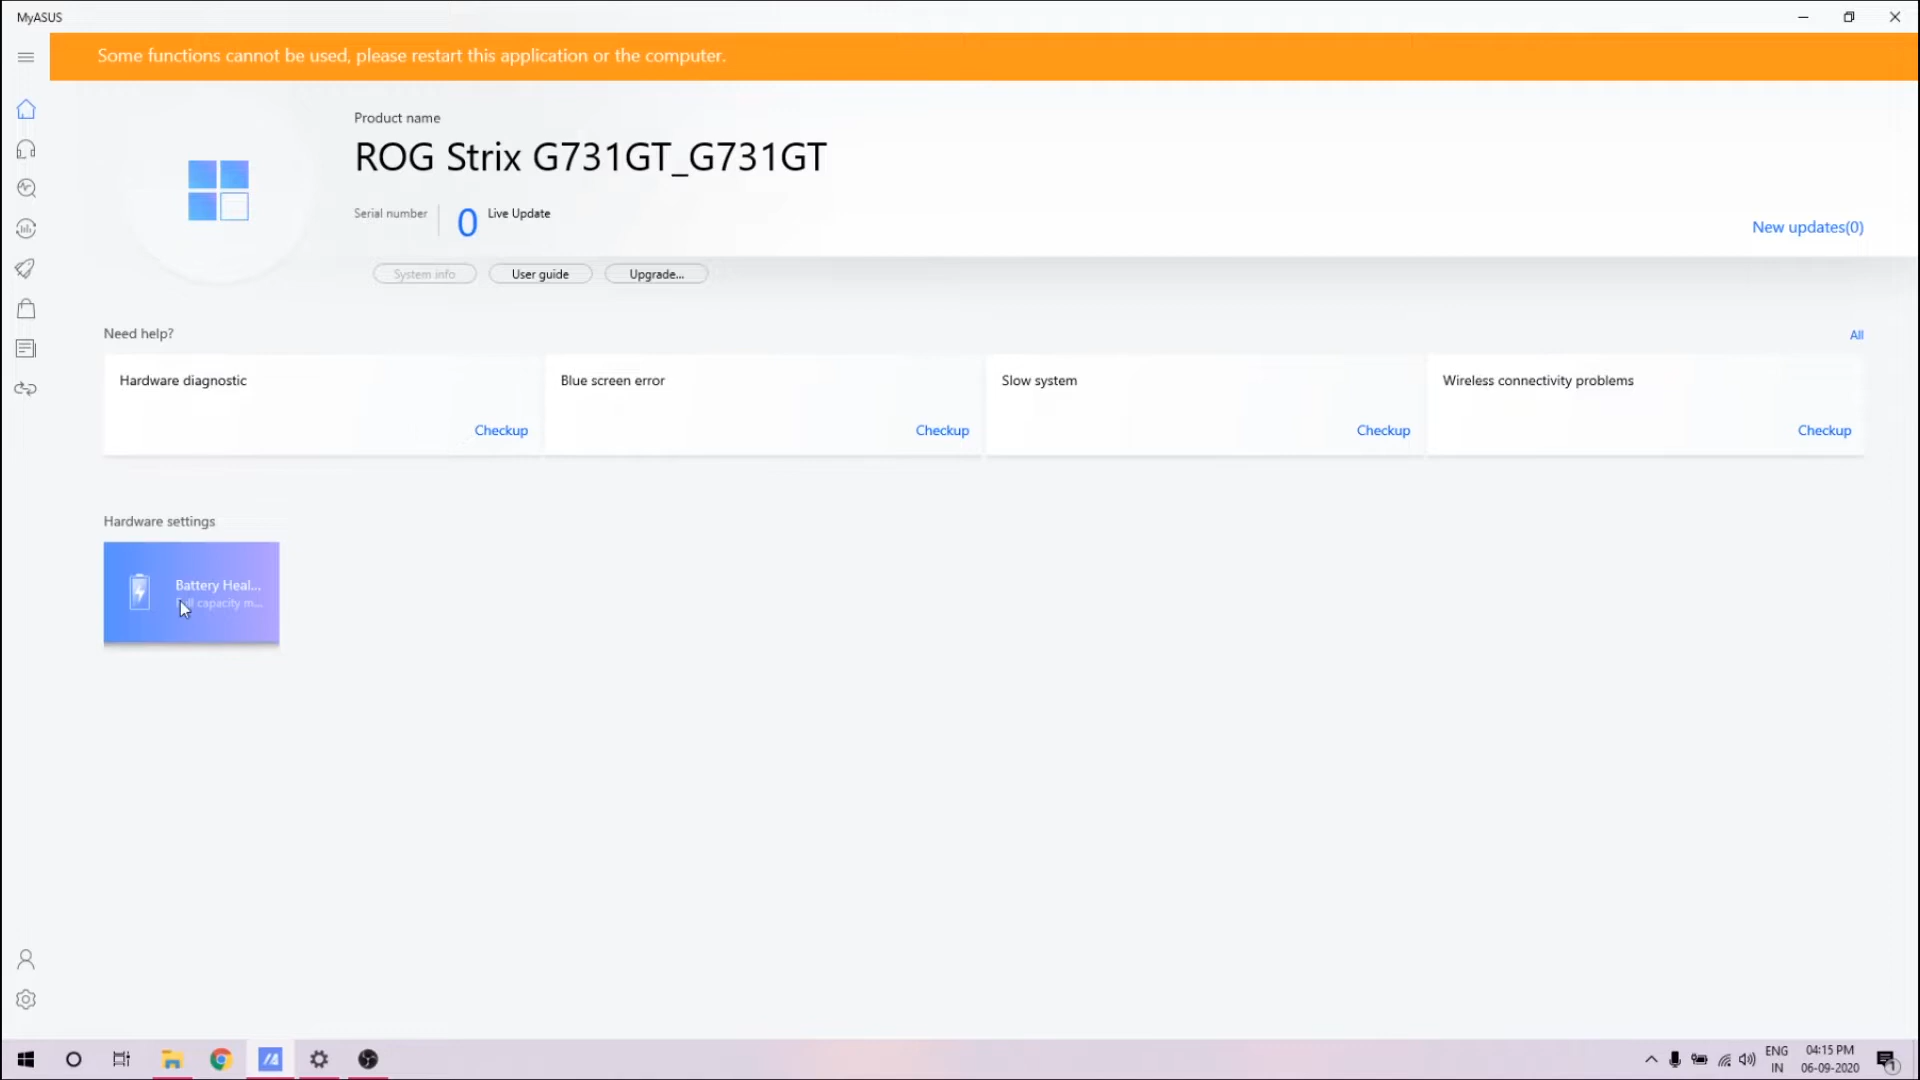 MyASUS
Some functions cannot be used, please restart this application or the computer.
Product name
ROG Strix G731GT_G731GT
Serial number
0 Live Update
New updates(0)
System info User guide Upgrade...
Need help?
All
Hardware diagnostic
Blue screen error
Slow system
Wireless connectivity problems
Checkup
Checkup
Checkup
Checkup
Hardware settings
Battery Heal...
capacity m...
ENG
IN
04:15 PM
06-09-2020
1